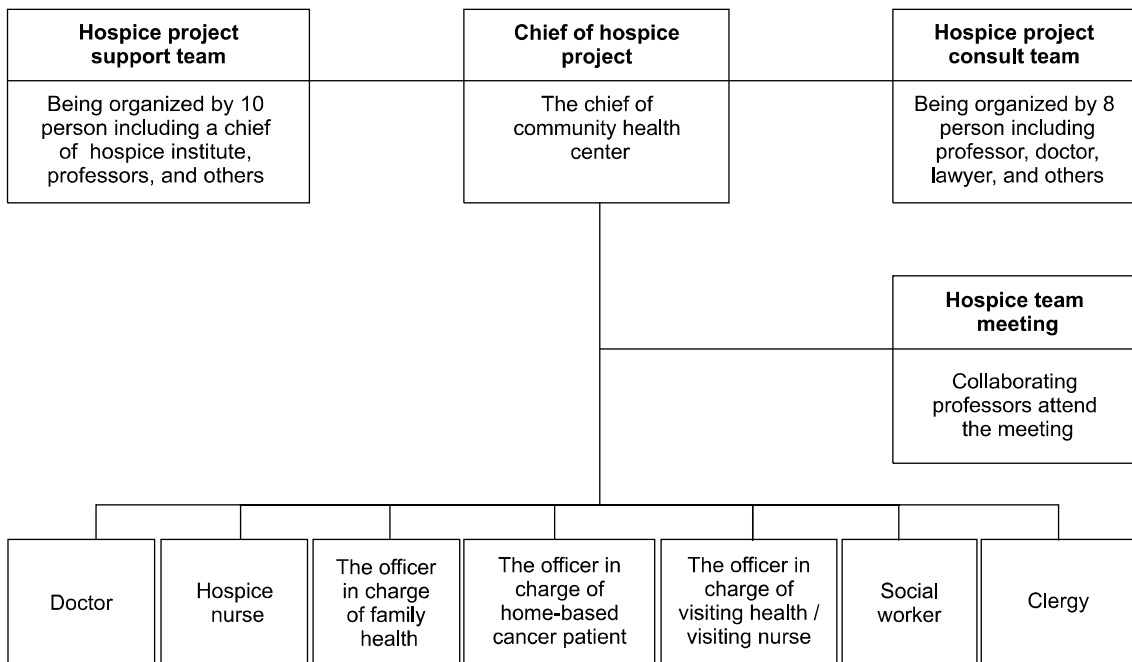 Hospice project
support team
Being organized by 10
person including a chief
of hospice institute,
professors, and others
Chief of hospice
project
The chief of
community health
center
Hospice project
consult team
Being organized by 8
person including
professor, doctor,
lawyer, and others
Hospice team
meeting
Collaborating
professors attend
the meeting
Doctor
Hospice
nurse
The officer
in charge
of family
health
The officer in
charge of
home-based
cancer patient
The officer in
charge of
visiting health /
visiting nurse
Social
worker
Clergy